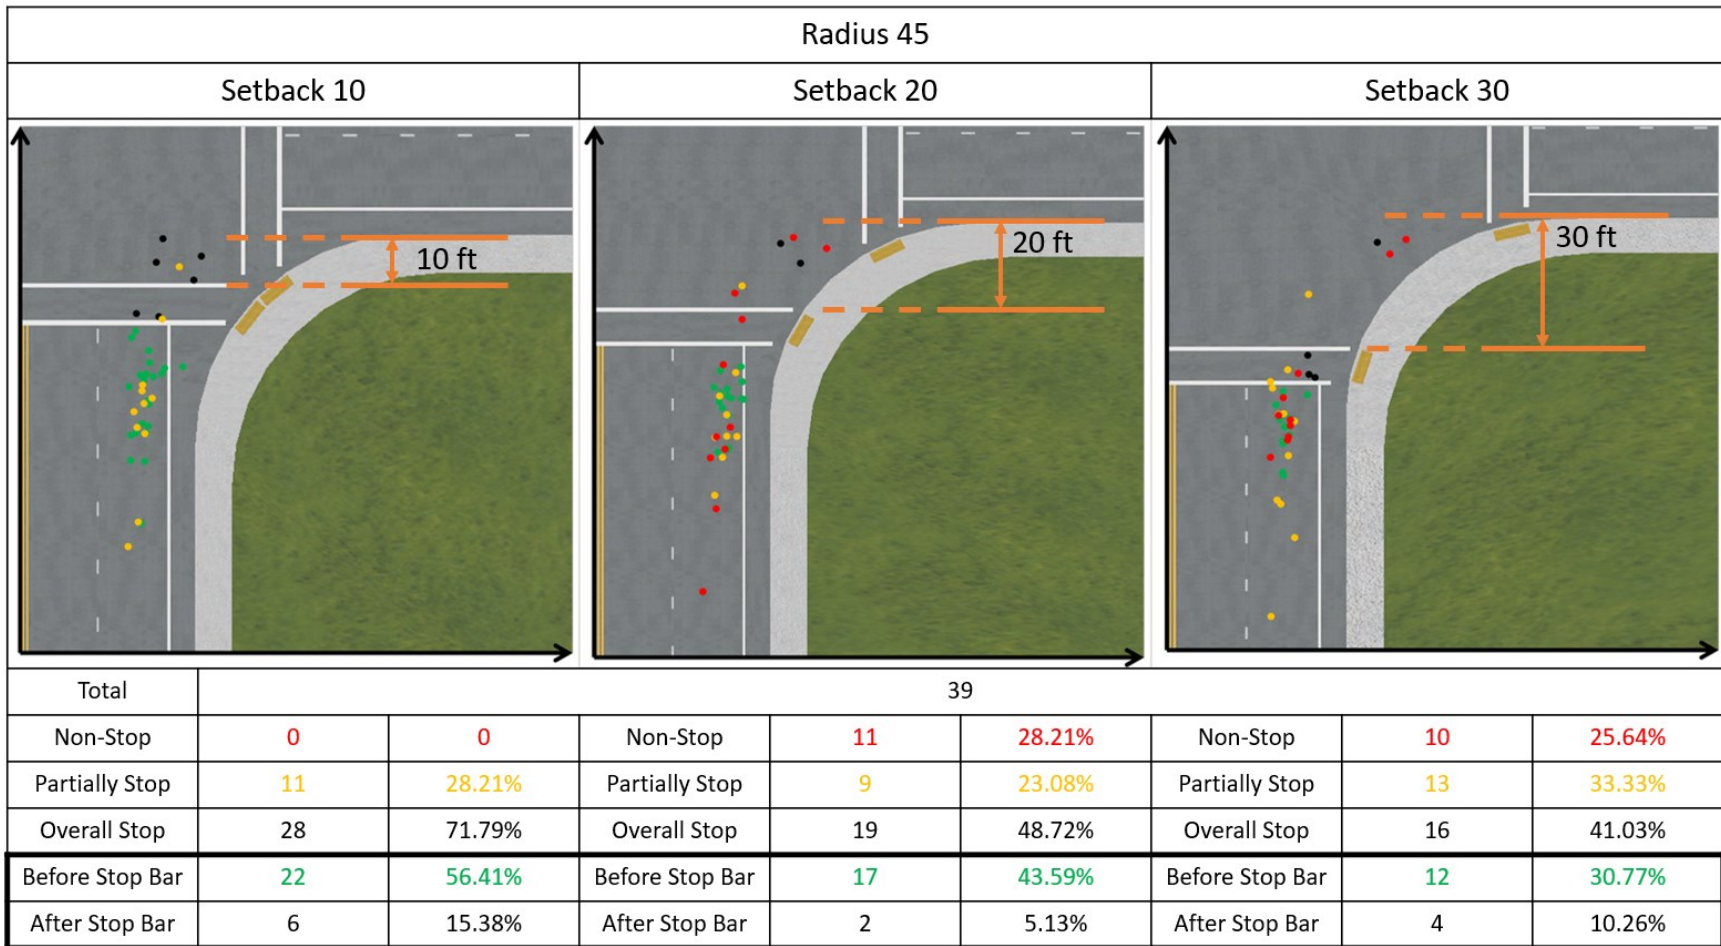 Radius 45
Setback 10 Setback 20 Setback 30
10 ft 20 ft 30 ft
Total 39
Non-Stop 0 0 Non-Stop 11 28.21% Non-Stop 10 25.64%
Partially Stop 11 28.21% Partially Stop 9 23.08% Partially Stop 13 33.33%
Overall Stop 28 71.79% Overall Stop 19 48.72% Overall Stop 16 41.03%
Before Stop Bar 22 56.41% Before Stop Bar 17 43.59% Before Stop Bar 12 30.77%
After Stop Bar 6 15.38% After Stop Bar 2 5.13% After Stop Bar 4 10.26%